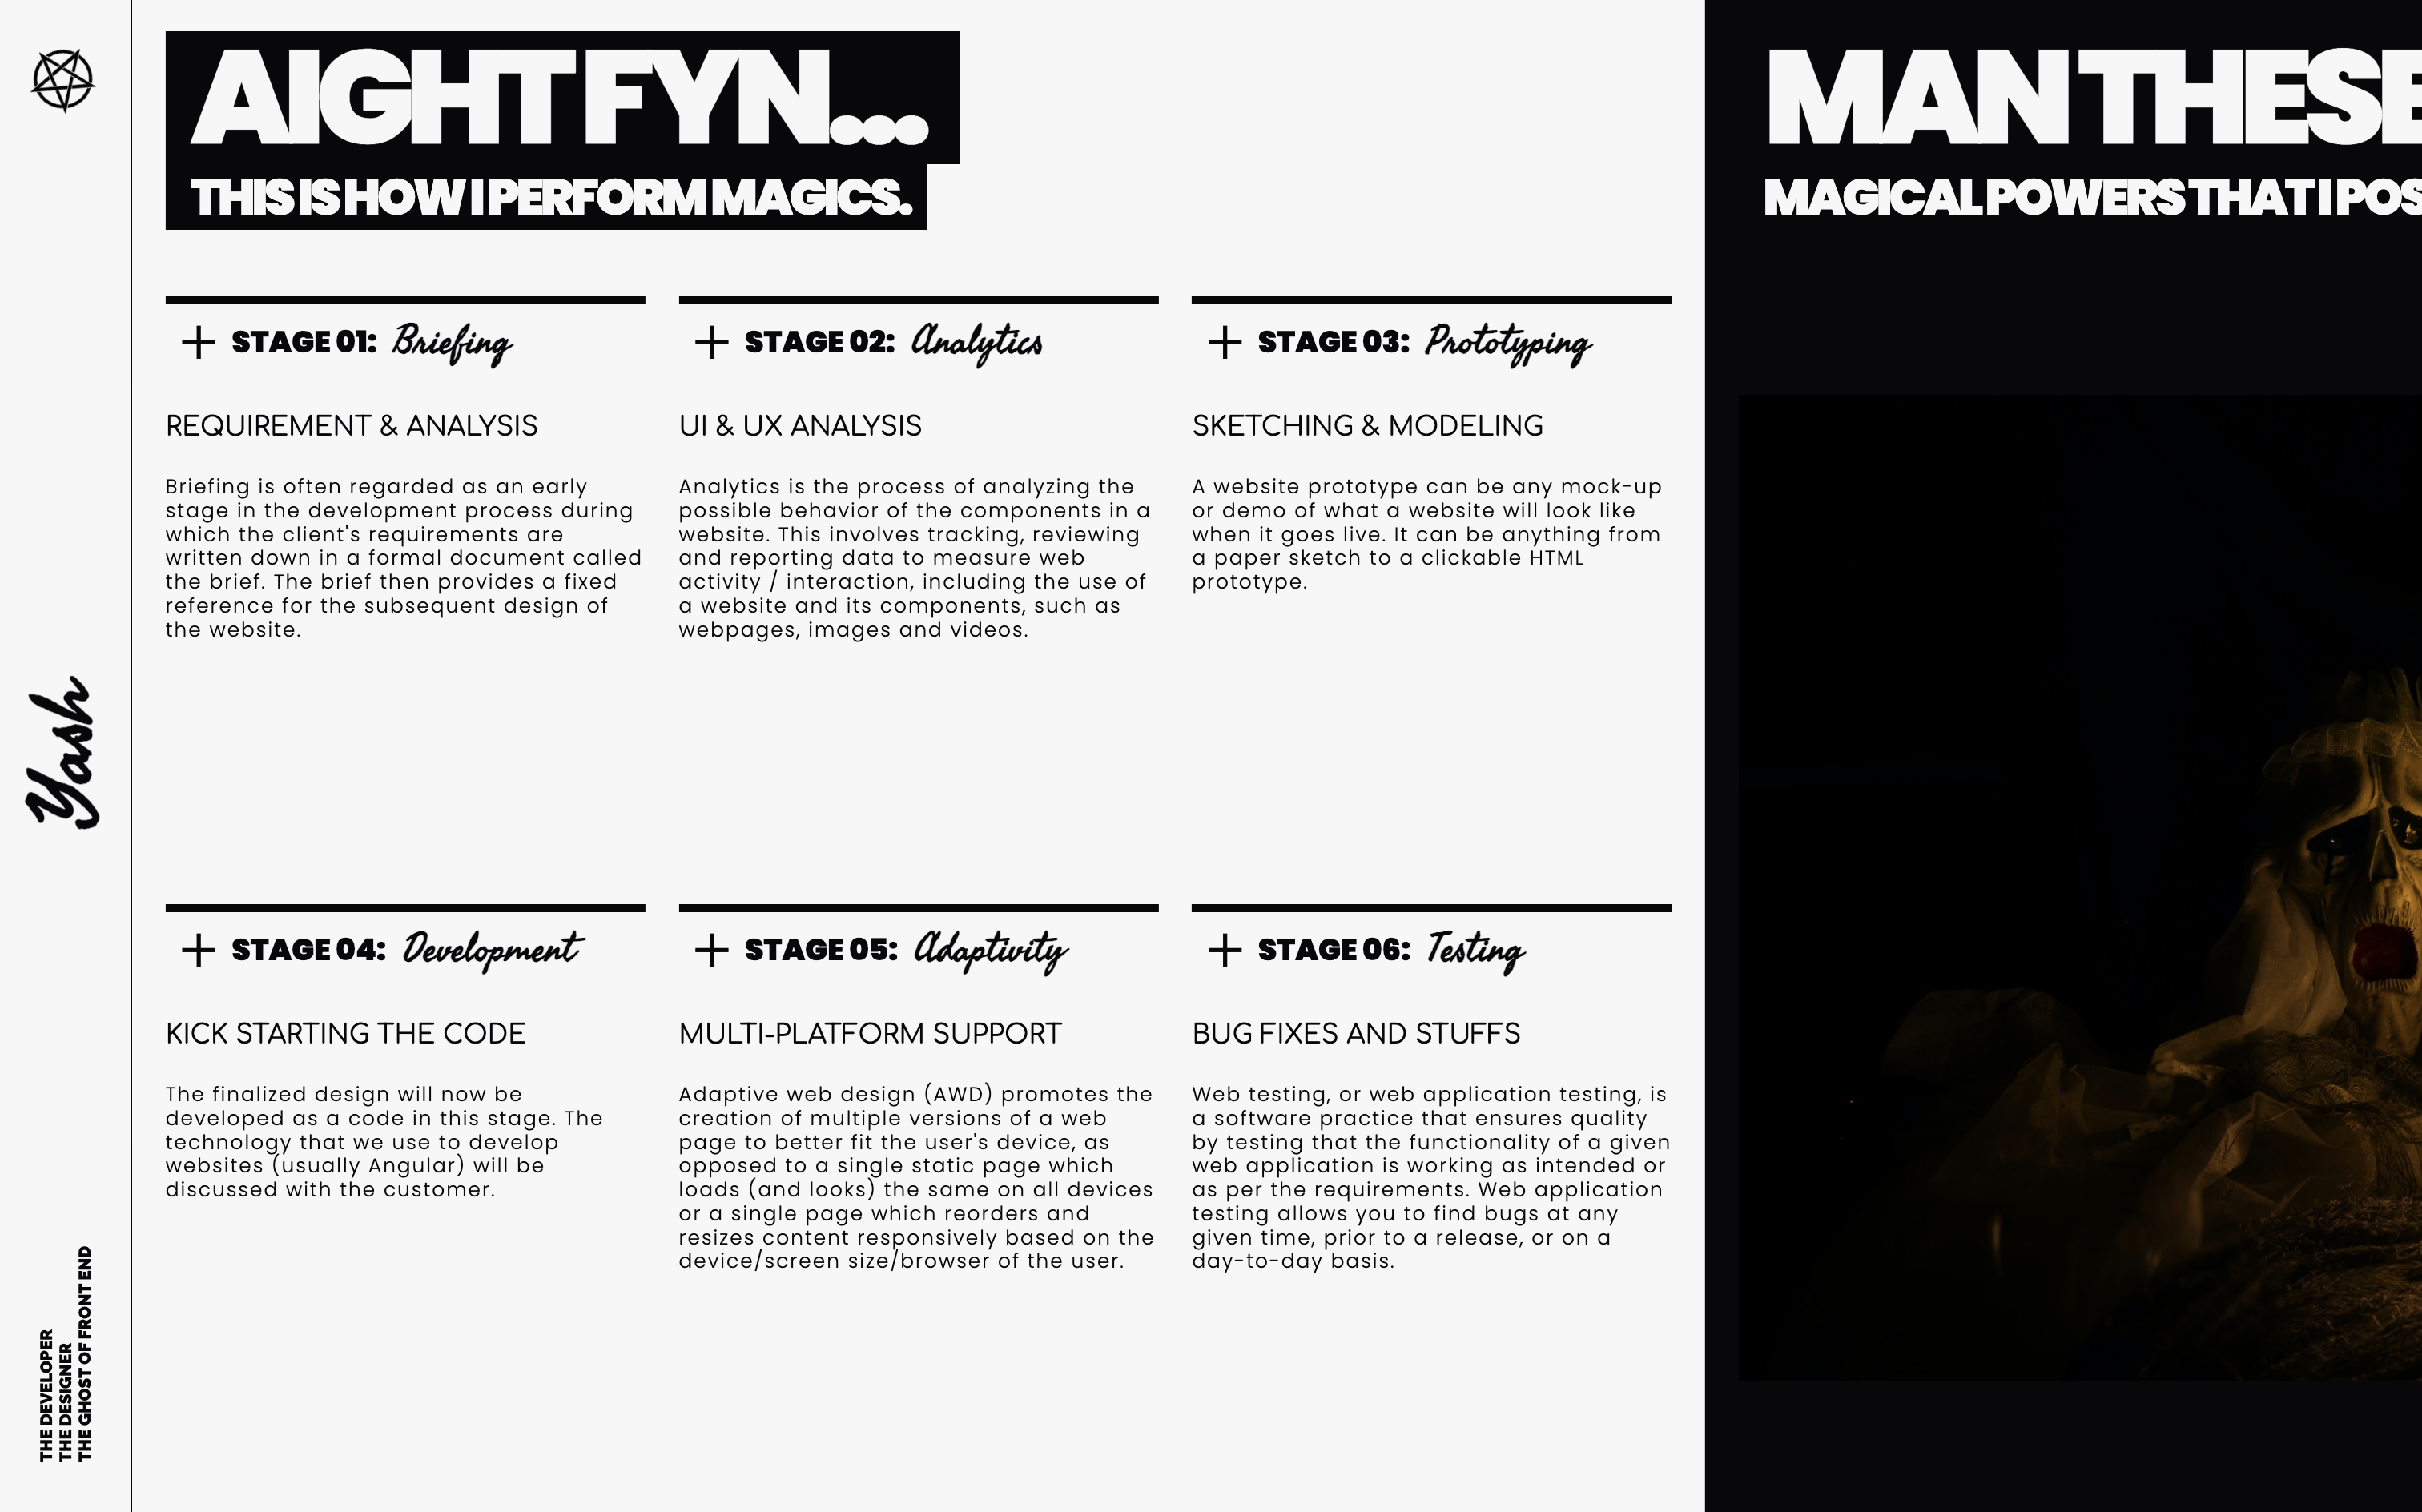 AIGHT FYN...
THIS IS HOW I PERFORM MAGICS.
STAGE 01: Briefing
REQUIREMENT & ANALYSIS
Briefing is often regarded as an early
stage in the development process during
which the client's requirements are
written down in a formal document called
the brief. The brief then provides a fixed
reference for the subsequent design of
the website.
STAGE 02: Analytics
UI & UX ANALYSIS
Analytics is the process of analyzing the
possible behavior of the components in a
website. This involves tracking, reviewing
and reporting data to measure web
activity / interaction, including the use of
a website and its components, such as
webpages, images and videos.
STAGE 03: Prototyping
SKETCHING & MODELING
A website prototype can be any mock-up
or demo of what a website will look like
when it goes live. It can be anything from
a paper sketch to a clickable HTML
prototype.
STAGE 04: Development
KICK STARTING THE CODE
The finalized design will now be
developed as a code in this stage. The
technology that we use to develop
websites (usually Angular) will be
discussed with the customer.
STAGE 05: Adaptivity
MULTI-PLATFORM SUPPORT
Adaptive web design (AWD) promotes the
creation of multiple versions of a web
page to better fit the user's device, as
opposed to a single static page which
loads (and looks) the same on all devices
or a single page which reorders and
resizes content responsively based on the
device/screen size/browser of the user.
STAGE 06: Testing
BUG FIXES AND STUFFS
Web testing, or web application testing, is
a software practice that ensures quality
by testing that the functionality of a given
web application is working as intended or
as per the requirements. Web application
testing allows you to find bugs at any
given time, prior to a release, or on a
day-to-day basis.
Yash
THE DEVELOPER
THE DESIGNER
THE GHOST OF FRONT END
MAN THESE
MAGICAL POWERS THAT I POS